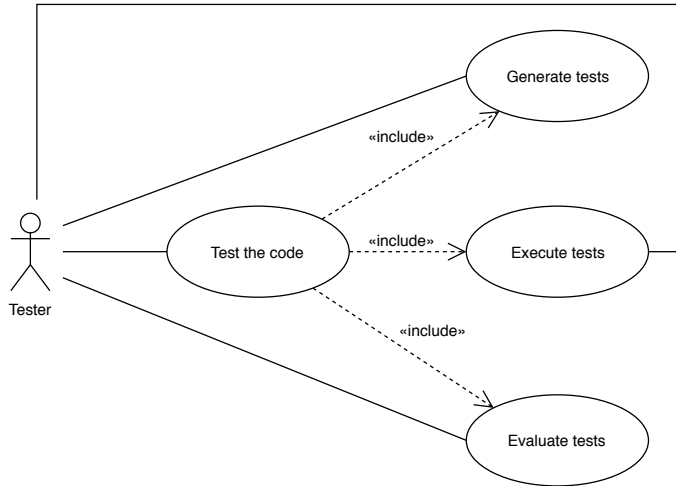 Generate tests
«include»
Test the code
«include»
Execute tests
Tester
«include»
Evaluate tests